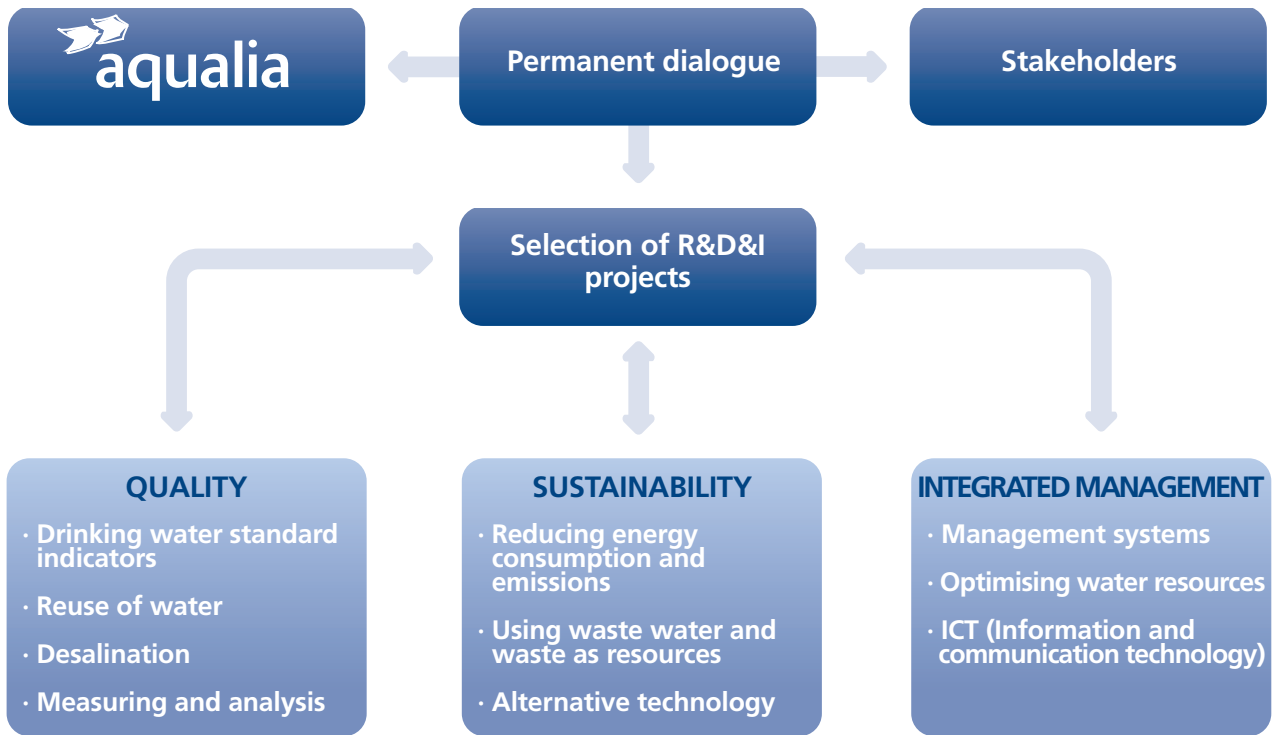 aqualia
Permanent dialogue
Stakeholders
Selection of R&D&I
projects
QUALITY
· Drinking water standard
indicators
· Reuse of water
· Desalination
· Measuring and analysis
SUSTAINABILITY
· Reducing energy
consumption and
emissions
· Using waste water and
waste as resources
· Alternative technology
INTEGRATED MANAGEMENT
· Management systems
· Optimising water resources
· ICT (Information and
communication technology)